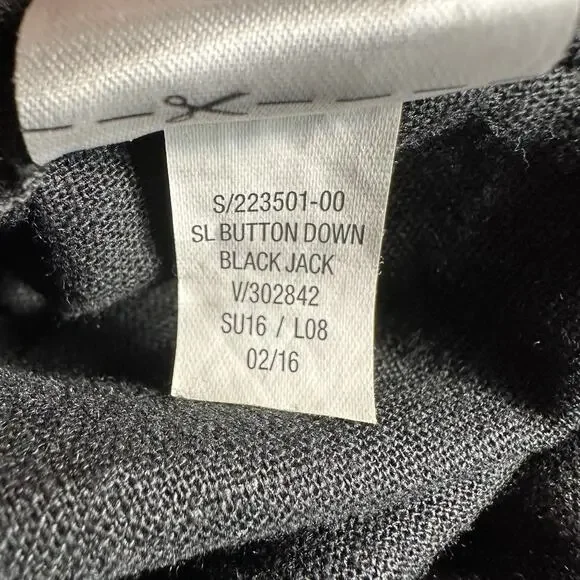 S/223501-00
SL BUTTON DOWN
BLACK JACK
V/302842
SU16 / L08
02/16